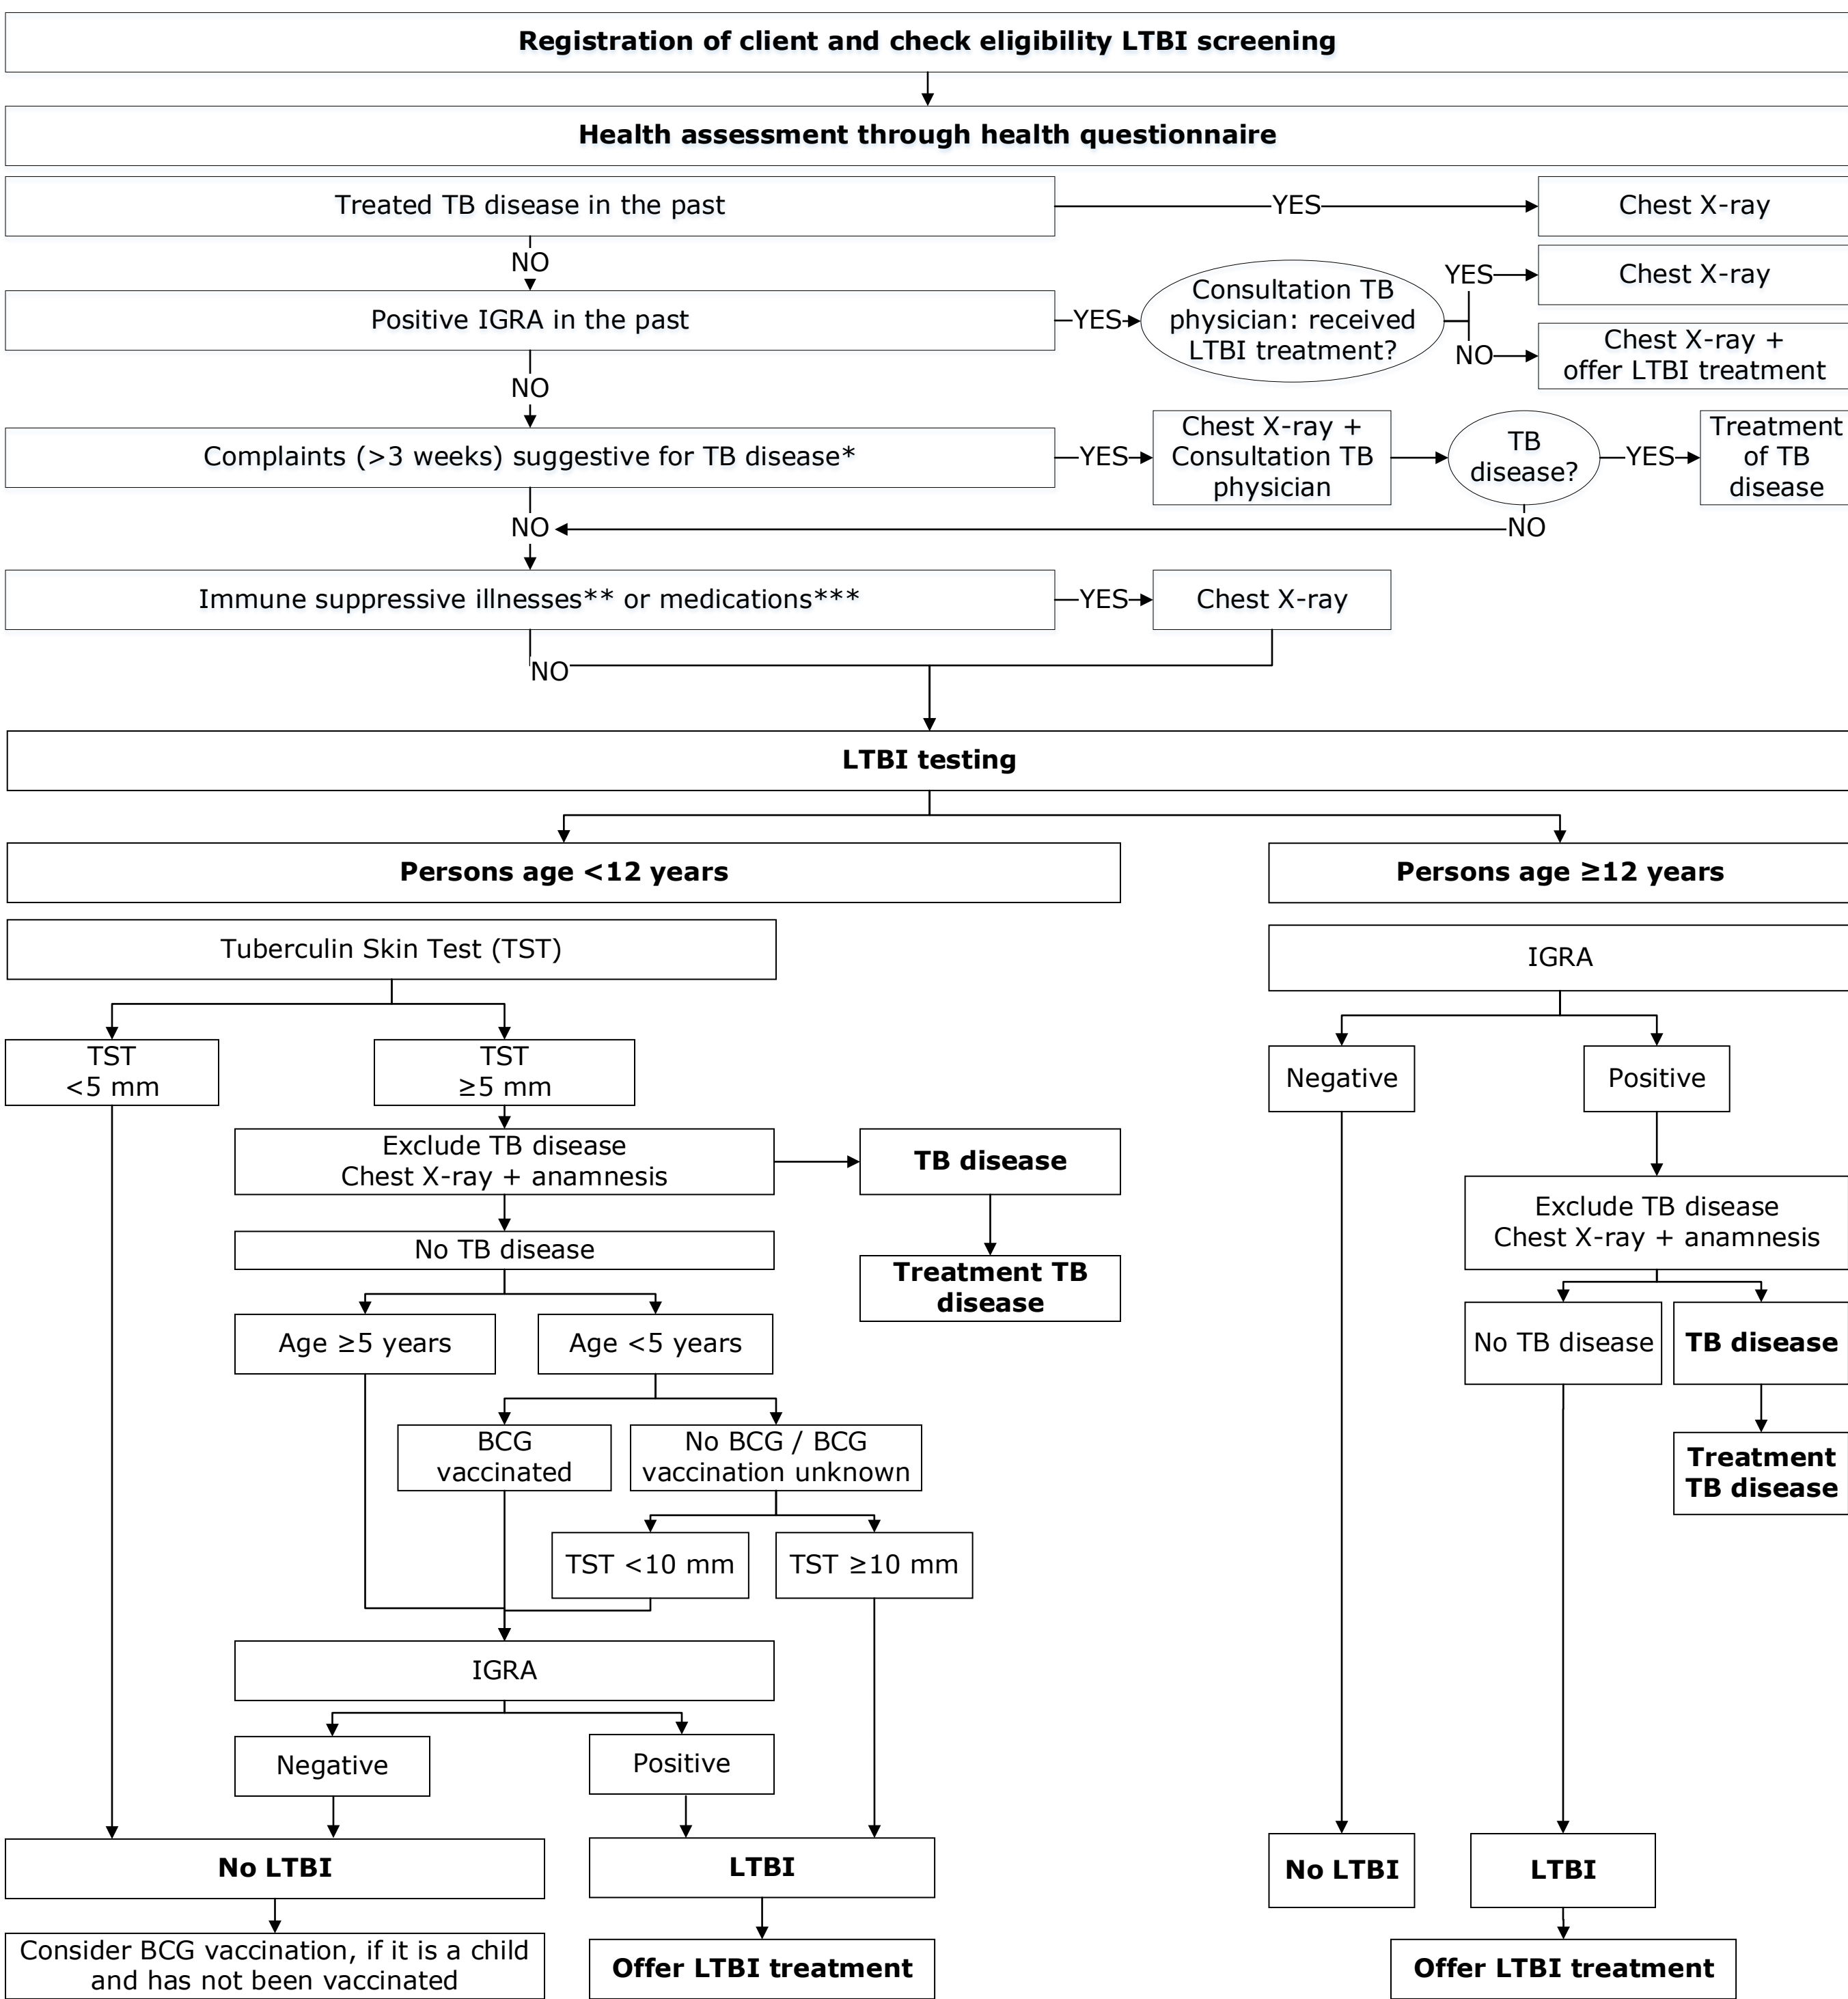 Registration of client and check eligibility LTBI screening
Health assessment through health questionnaire
Treated TB disease in the past
YES
Chest X-ray
NO
Positive IGRA in the past
YES
Consultation TB
physician: received
LTBI treatment?
YES
Chest X-ray
NO
Chest X-ray +
offer LTBI treatment
NO
Complaints (>3 weeks) suggestive for TB disease*
YES
Chest X-ray +
Consultation TB
physician
TB
disease?
YES
Treatment
of TB
disease
NO
NO
Immune suppressive illnesses** or medications***
YES
Chest X-ray
NO
LTBI testing
Persons age <12 years
Persons age ≥12 years
Tuberculin Skin Test (TST)
TST
<5 mm
TST
≥5 mm
Exclude TB disease
Chest X-ray + anamnesis
TB disease
Treatment TB
disease
No TB disease
Age ≥5 years
Age <5 years
BCG
vaccinated
No BCG / BCG
vaccination unknown
TST <10 mm
TST ≥10 mm
IGRA
Negative
Positive
No LTBI
LTBI
Consider BCG vaccination, if it is a child
and has not been vaccinated
Offer LTBI treatment
IGRA
Negative
Positive
Exclude TB disease
Chest X-ray + anamnesis
No TB disease
TB disease
Treatment
TB disease
No LTBI
LTBI
Offer LTBI treatment